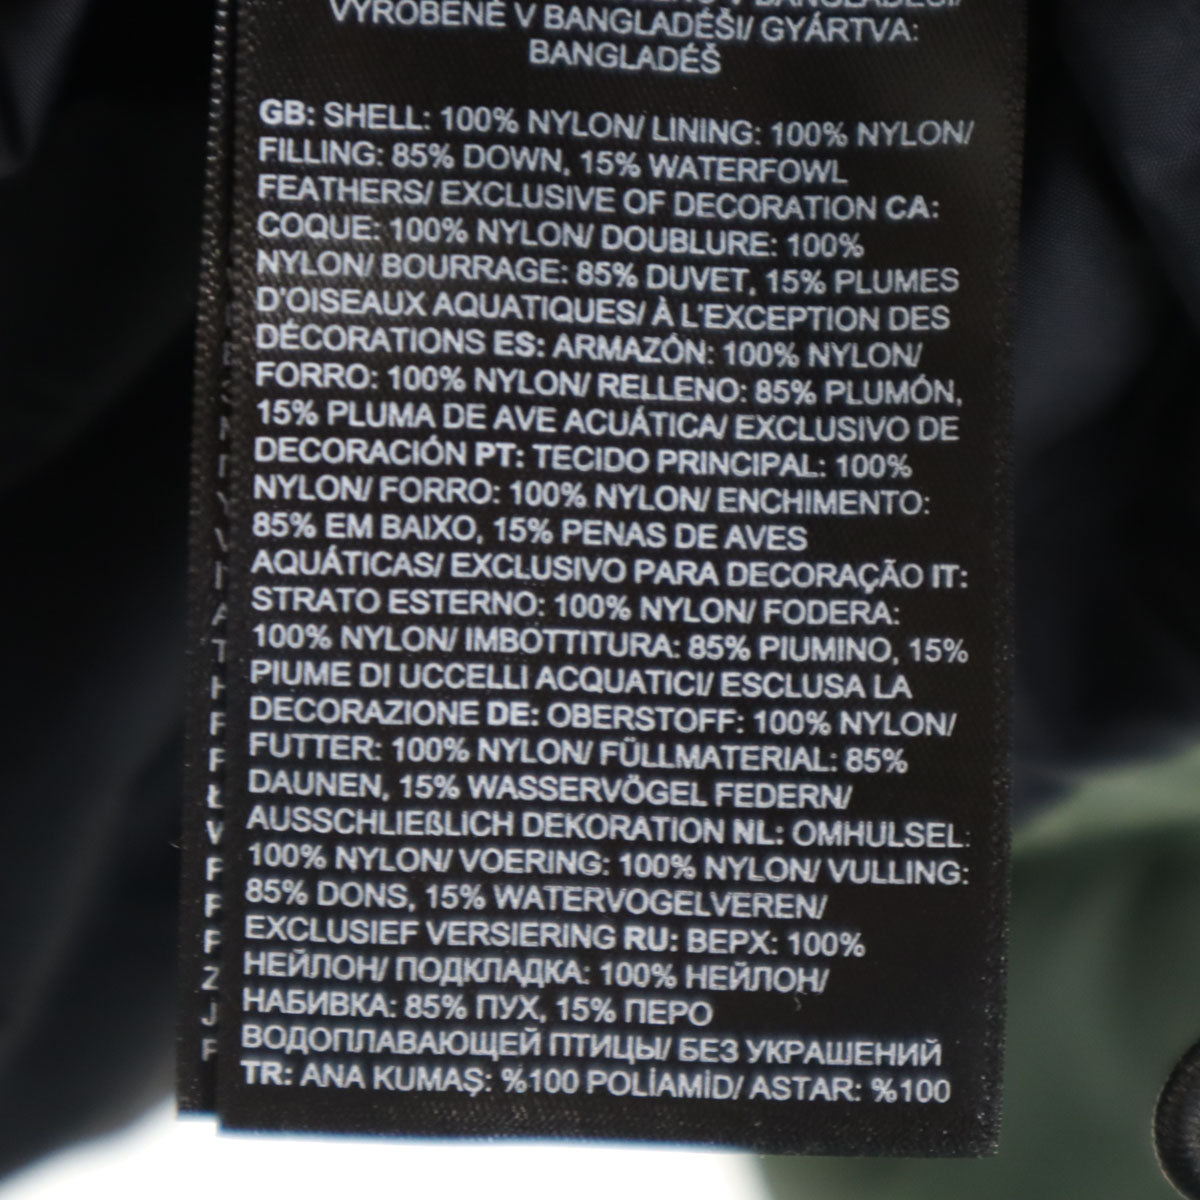 VYROBENÉ V BANGLADÉŠI/ GYÁRTVA:
BANGLADÉŠ
GB: SHELL: 100% NYLON/ LINING: 100% NYLON/
FILLING: 85% DOWN, 15% WATERFOWL
FEATHERS/ EXCLUSIVE OF DECORATION CA:
COQUE: 100% NYLON/ DOUBLURE: 100%
NYLON/ BOURRAGE: 85% DUVET, 15% PLUMES
D'OISEAUX AQUATIQUES/ À L'EXCEPTION DES
DÉCORATIONS ES: ARMAZÓN: 100% NYLON/
FORRO: 100% NYLON/ RELLENO: 85% PLUMÓN,
15% PLUMA DE AVE ACUÁTICA/ EXCLUSIVO DE
DECORACIÓN PT: TECIDO PRINCIPAL: 100%
NYLON/ FORRO: 100% NYLON/ ENCHIMENTO:
85% EM BAIXO, 15% PENAS DE AVES
AQUÁTICAS/ EXCLUSIVO PARA DECORAÇÃO IT:
STRATO ESTERNO: 100% NYLON/ FODERA:
100% NYLON/ IMBOTTITURA: 85% PIUMINO, 15%
PIUME DI UCCELLI ACQUATICI/ ESCLUSA LA
DECORAZIONE DE: OBERSTOFF: 100% NYLON/
FUTTER: 100% NYLON/ FÜLLMATERIAL: 85%
DAUNEN, 15% WASSERVÖGEL FEDERN/
AUSSCHLIEßLICH DEKORATION NL: OMHULSEL:
100% NYLON/ VOERING: 100% NYLON/ VULLING:
85% DONS, 15% WATERVOGELVEREN/
EXCLUSIEF VERSIERING RU: ВЕРХ: 100%
НЕЙЛОН/ ПОДКЛАДКА: 100% НЕЙЛОН/
НАБИВКА: 85% ПУХ, 15% ПЕРО
ВОДОПЛАВАЮЩЕЙ ПТИЦЫ/ БЕЗ УКРАШЕНИЙ
TR: ANA KUMAŞ: %100 POLİAMİD/ ASTAR: %100